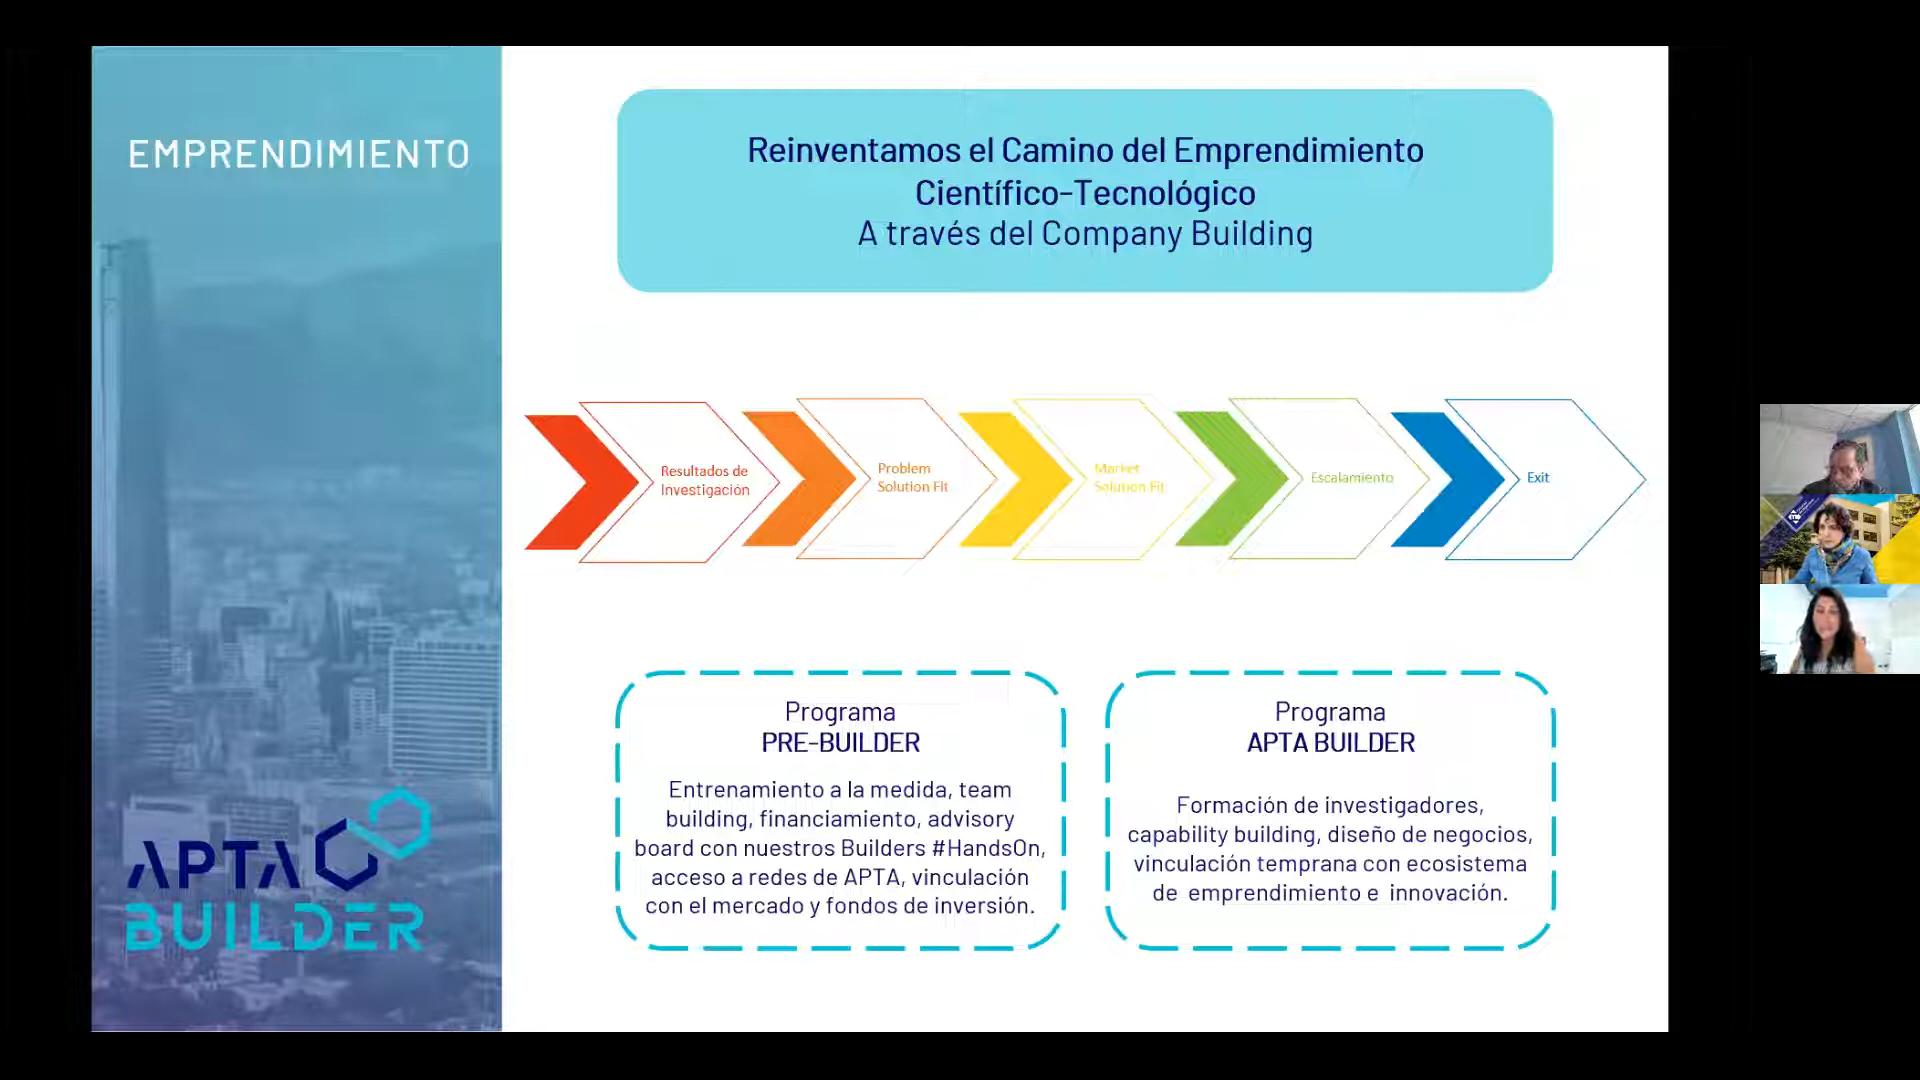 EMPRENDIMIENTO
Reinventamos el Camino del Emprendimiento
Científico-Tecnológico
A través del Company Building
Resultados de
Investigación
Problem
Solution Fit
Market
Solution Fit
Escalamiento
Exit
Programa
PRE-BUILDER
Entrenamiento a la medida, team
building, financiamiento, advisory
board con nuestros Builders #HandsOn,
acceso a redes de APTA, vinculación
con el mercado y fondos de inversión.
Programa
APTA BUILDER
Formación de investigadores,
capability building, diseño de negocios,
vinculación temprana con ecosistema
de emprendimiento e innovación.
APTA
BUILDER